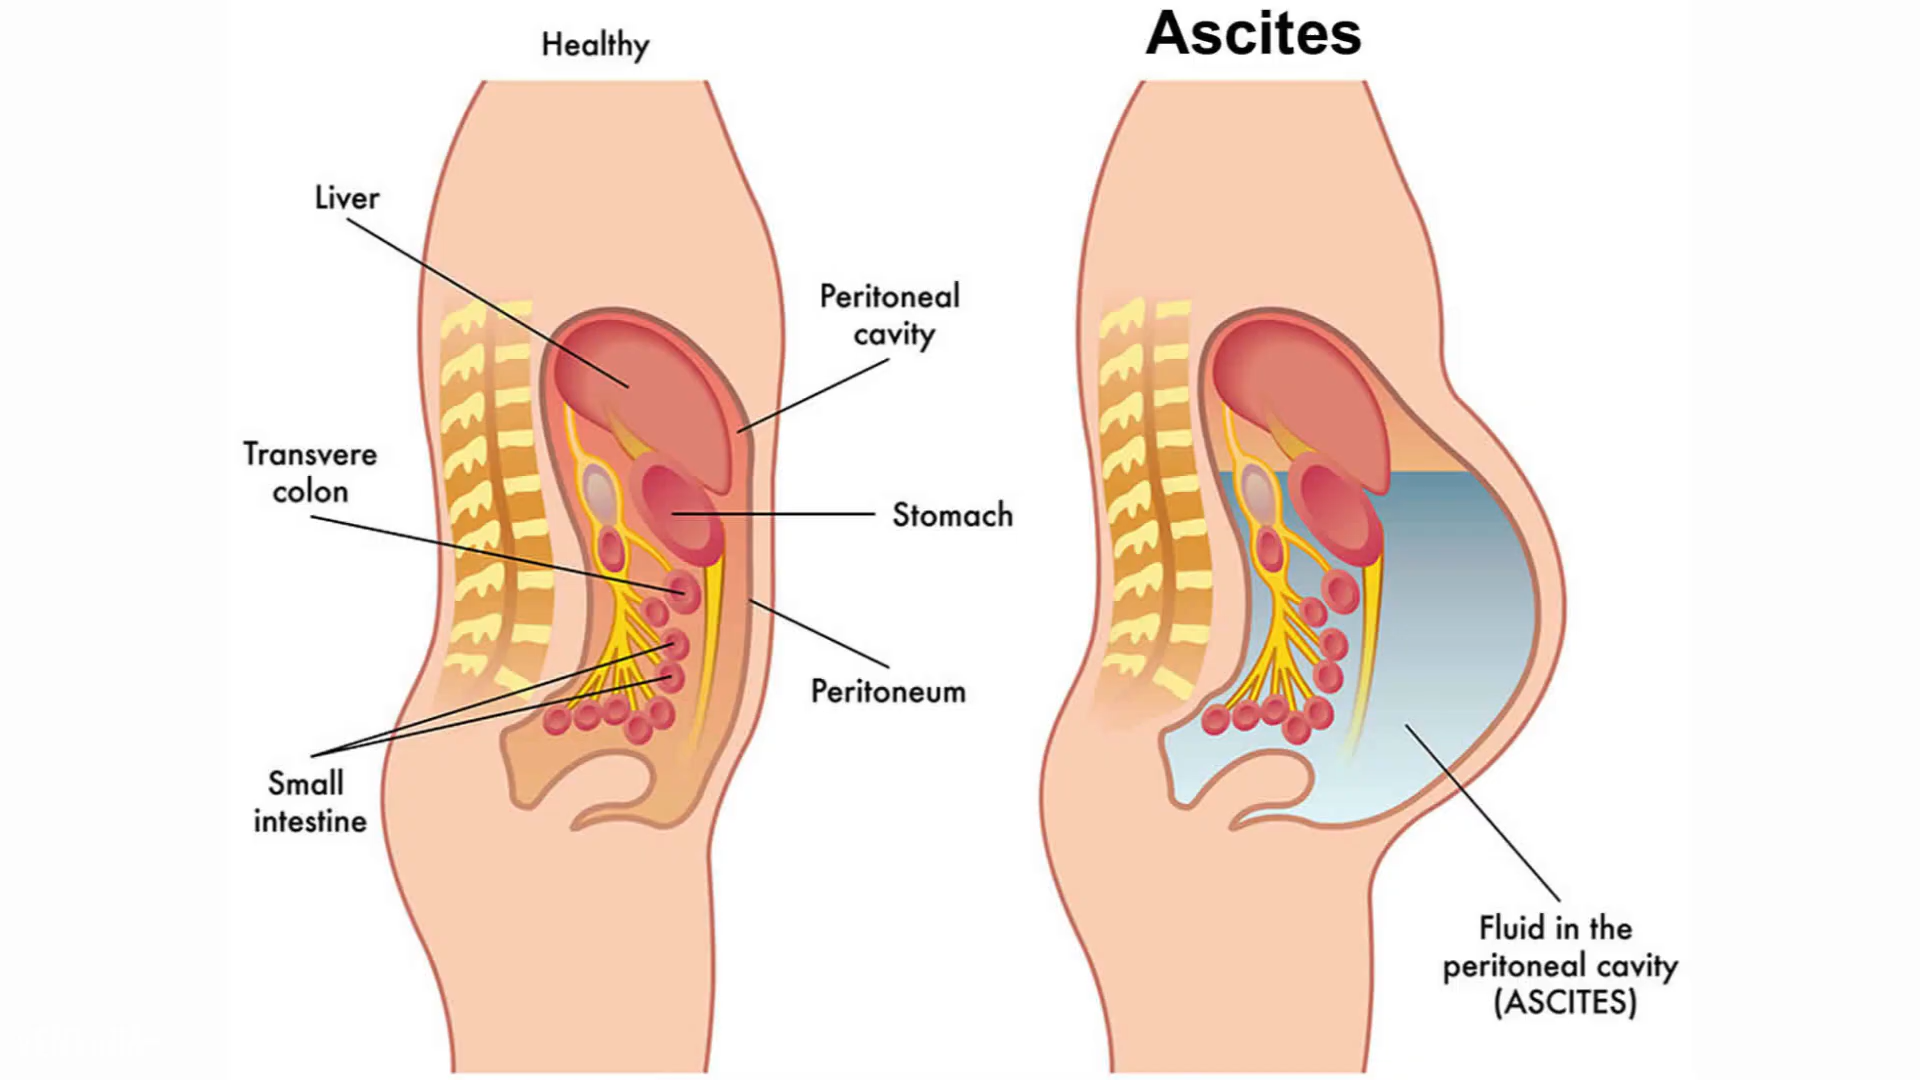 Healthy
Ascites
Liver
Peritoneal
cavity
Transvere
colon
Stomach
Peritoneum
Small
intestine
Fluid in the
peritoneal cavity
(ASCITES)